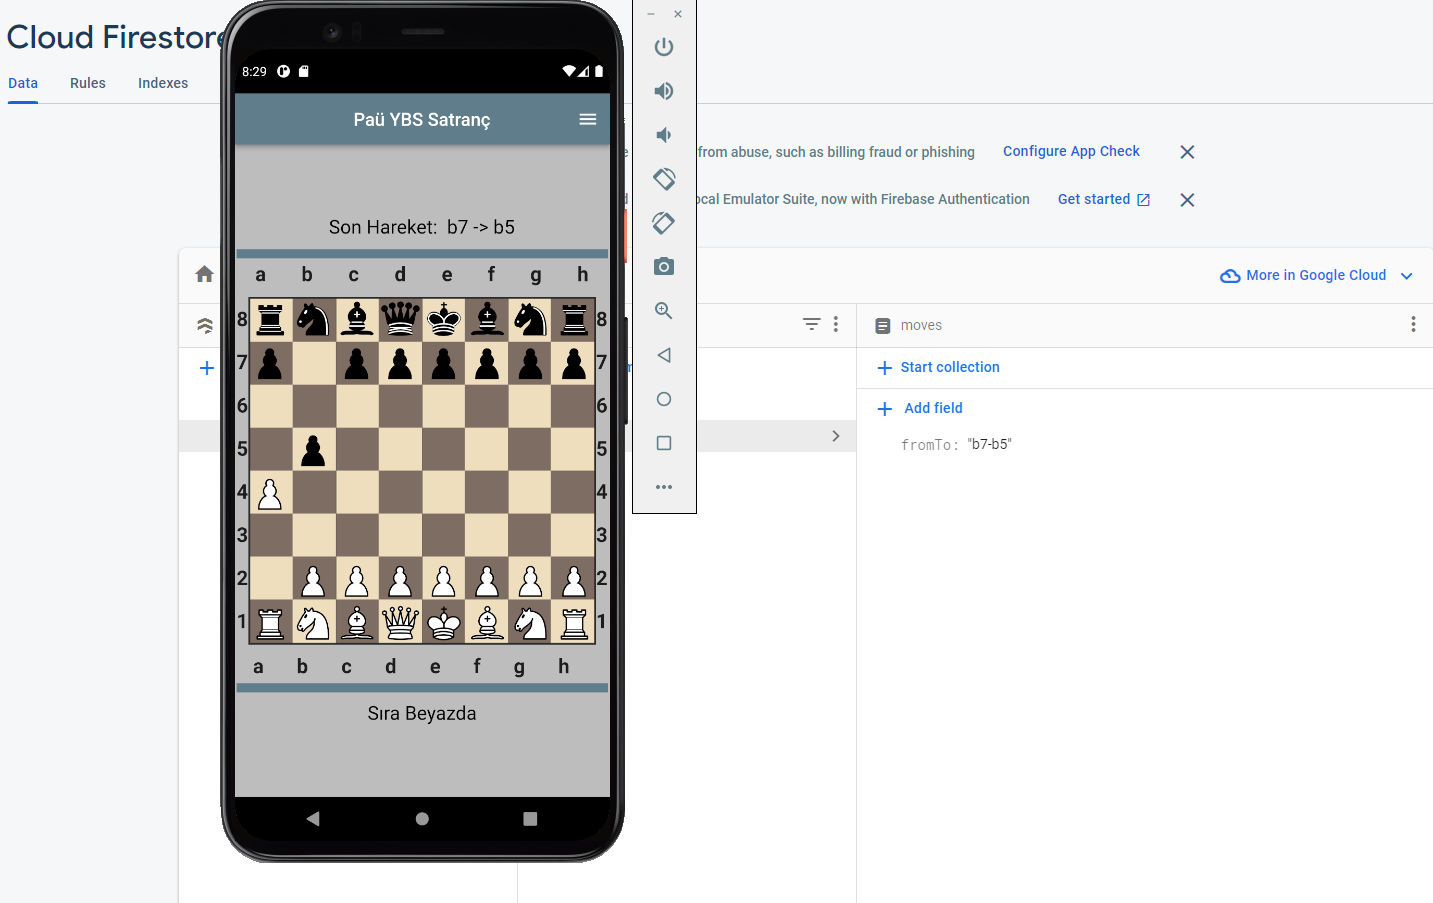 Cloud Firestore
Data Rules Indexes
from abuse, such as billing fraud or phishing Configure App Check
Local Emulator Suite, now with Firebase Authentication Get started
More in Google Cloud
moves
Start collection
Add field
fromTo: "b7-b5"
8:29
Paü YBS Satranç
Son Hareket: b7 -> b5
a b c d e f g h
8 8
7 7
6 6
5 5
4 4
3 3
2 2
1 1
a b c d e f g h
Sıra Beyazda